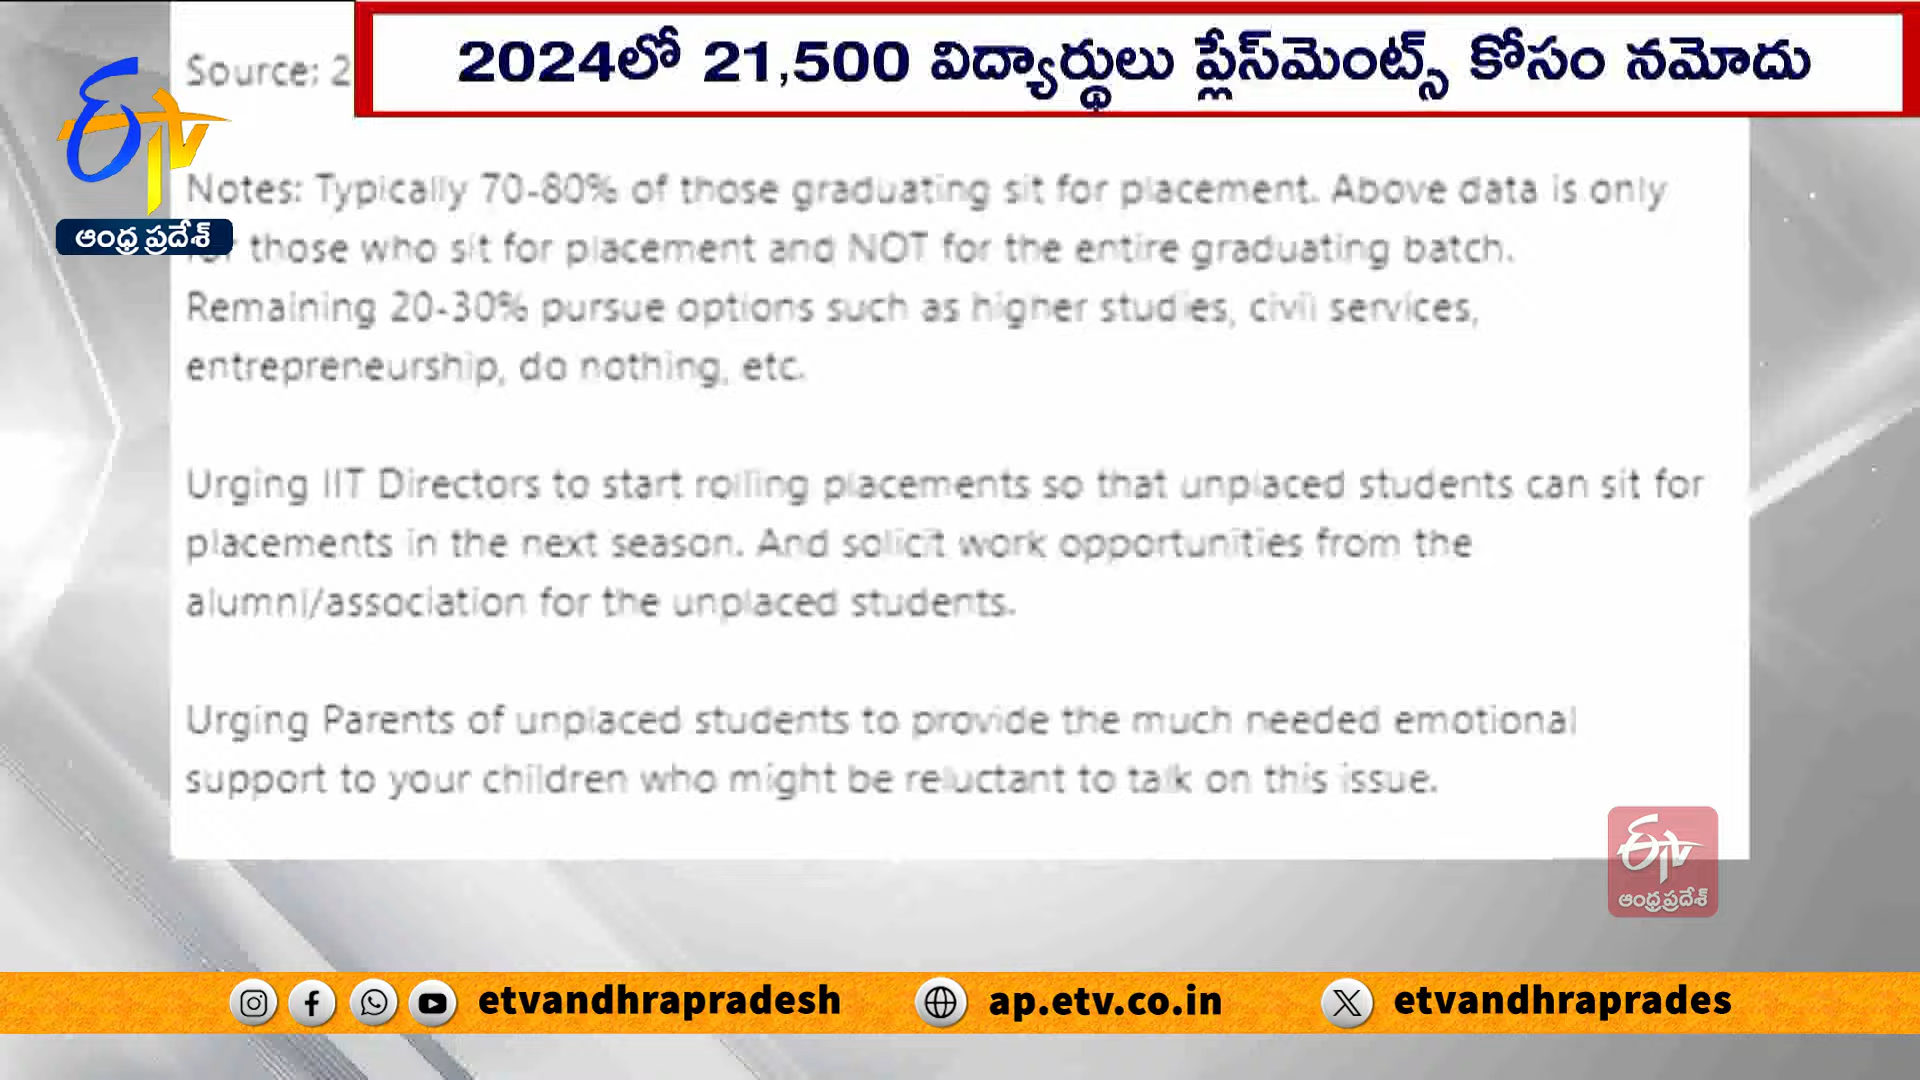 2024లో 21,500 విద్యార్థులు ప్లేస్‌మెంట్స్ కోసం నమోదు
Source: 2
ETV
ఆంధ్ర ప్రదేశ్
Notes: Typically 70-80% of those graduating sit for placement. Above data is only
those who sit for placement and NOT for the entire graduating batch.
Remaining 20-30% pursue options such as higher studies, civil services,
entrepreneurship, do nothing, etc.
Urging IIT Directors to start rolling placements so that unplaced students can sit for
placements in the next season. And solicit work opportunities from the
alumni/association for the unplaced students.
Urging Parents of unplaced students to provide the much needed emotional
support to your children who might be reluctant to talk on this issue.
ETV
ఆంధ్రప్రదేశ్
etvandhrapradesh ap.etv.co.in etvandhraprades